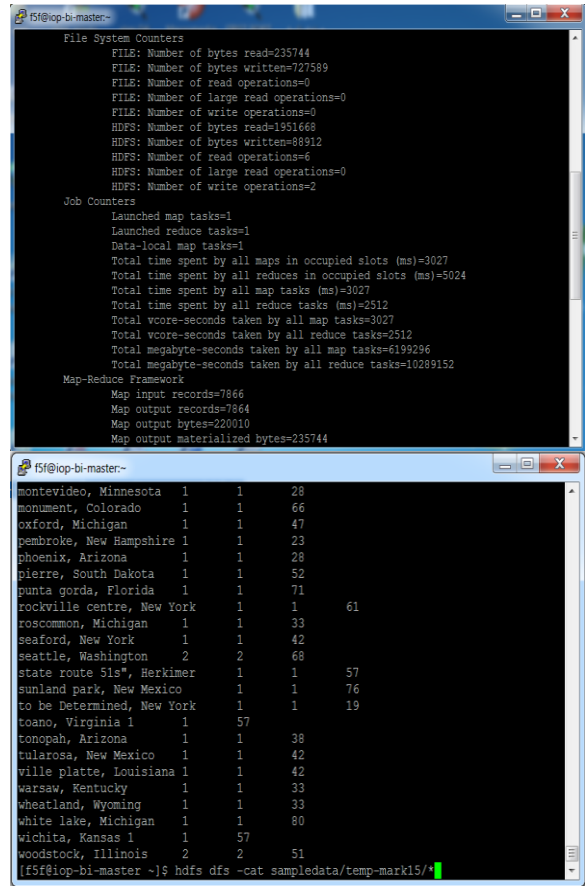 f5f@iop-bi-master:~
File System Counters
FILE: Number of bytes read=235744
FILE: Number of bytes written=727589
FILE: Number of read operations=0
FILE: Number of large read operations=0
FILE: Number of write operations=0
HDFS: Number of bytes read=1951668
HDFS: Number of bytes written=88912
HDFS: Number of read operations=6
HDFS: Number of large read operations=0
HDFS: Number of write operations=2
Job Counters
Launched map tasks=1
Launched reduce tasks=1
Data-local map tasks=1
Total time spent by all maps in occupied slots (ms)=3027
Total time spent by all reduces in occupied slots (ms)=5024
Total time spent by all map tasks (ms)=3027
Total time spent by all reduce tasks (ms)=2512
Total vcore-seconds taken by all map tasks=3027
Total vcore-seconds taken by all reduce tasks=2512
Total megabyte-seconds taken by all map tasks=6199296
Total megabyte-seconds taken by all reduce tasks=10289152
Map-Reduce Framework
Map input records=7866
Map output records=7864
Map output bytes=220010
Map output materialized bytes=235744
f5f@iop-bi-master:~
montevideo, Minnesota 1 1 28
monument, Colorado 1 1 66
oxford, Michigan 1 1 47
pembroke, New Hampshire 1 1 23
phoenix, Arizona 1 1 28
pierre, South Dakota 1 1 52
punta gorda, Florida 1 1 71
rockville centre, New York 1 1 61
roscommon, Michigan 1 1 33
seaford, New York 1 1 42
seattle, Washington 2 2 68
state route 51s", Herkimer 1 1 57
sunland park, New Mexico 1 1 76
to be Determined, New York 1 1 19
toano, Virginia 1 1 57
tonopah, Arizona 1 1 38
tularosa, New Mexico 1 1 42
ville platte, Louisiana 1 1 42
warsaw, Kentucky 1 1 33
wheatland, Wyoming 1 1 33
white lake, Michigan 1 1 80
wichita, Kansas 1 1 57
woodstock, Illinois 2 2 51
[f5f@iop-bi-master ~]$ hdfs dfs -cat sampledata/temp-mark15/*